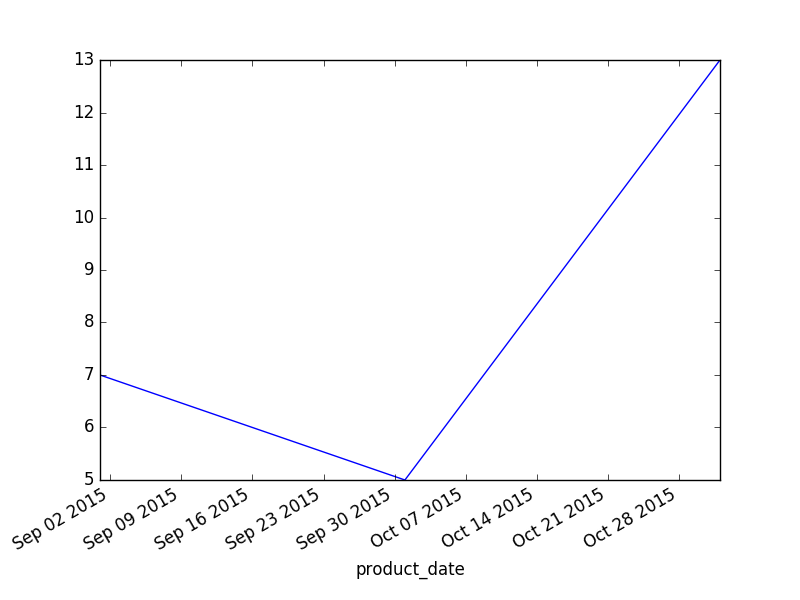 13
12
11
10
9
8
7
6
5
Sep 02 2015
Sep 09 2015
Sep 16 2015
Sep 23 2015
Sep 30 2015
Oct 07 2015
Oct 14 2015
Oct 21 2015
Oct 28 2015
product_date